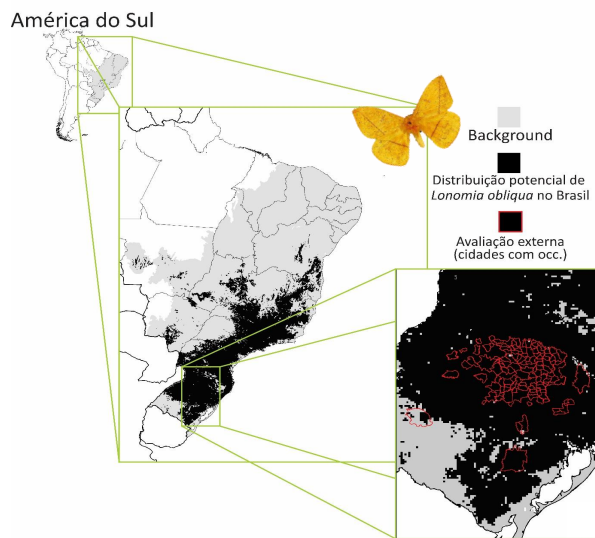 América do Sul
Background
Distribuição potencial de
Lonomia obliqua no Brasil
Avaliação externa
(cidades com occ.)